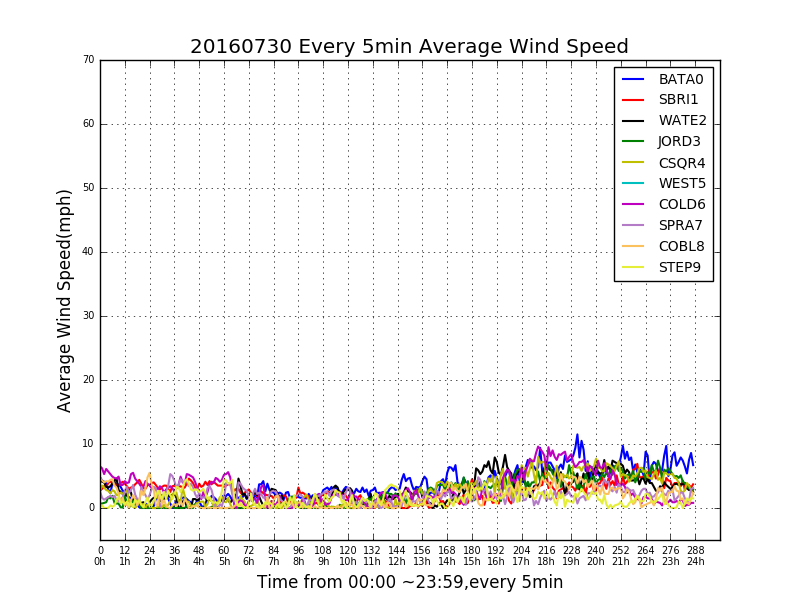 20160730 Every 5min Average Wind Speed
70
60
50
40
30
20
10
0
Average Wind Speed(mph)
BATA0
SBRI1
WATE2
JORD3
CSQR4
WEST5
COLD6
SPRA7
COBL8
STEP9
0 12 24 36 48 60 72 84 96 108 120 132 144 156 168 180 192 204 216 228 240 252 264 276 288
0h 1h 2h 3h 4h 5h 6h 7h 8h 9h 10h 11h 12h 13h 14h 15h 16h 17h 18h 19h 20h 21h 22h 23h 24h
Time from 00:00 ~23:59,every 5min